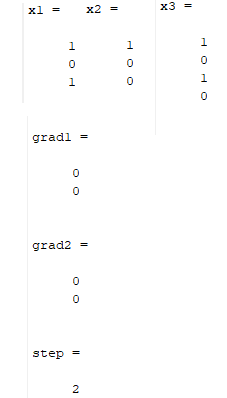 x1 =
1
0
1
x2 =
1
0
0
x3 =
1
0
1
0
grad1 =
0
0
grad2 =
0
0
step =
2